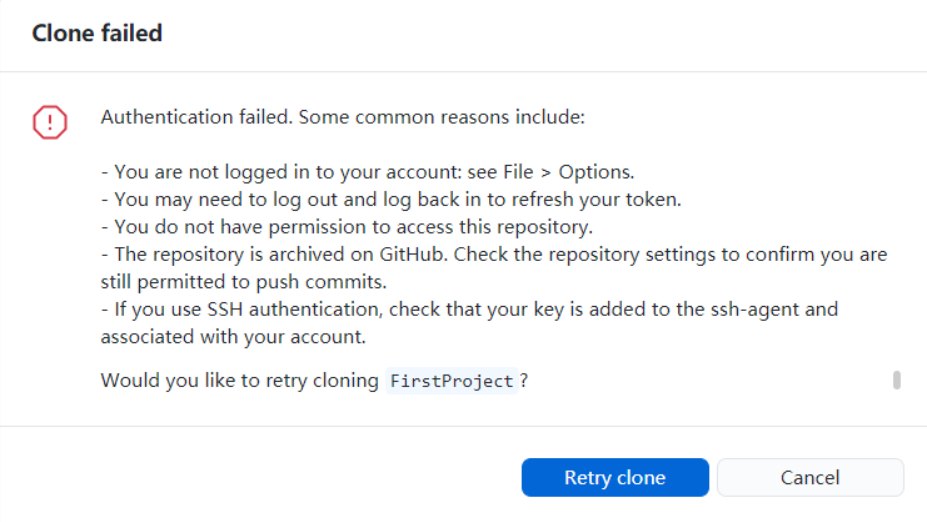 Clone failed
Authentication failed. Some common reasons include:
- You are not logged in to your account: see File > Options.
- You may need to log out and log back in to refresh your token.
- You do not have permission to access this repository.
- The repository is archived on GitHub. Check the repository settings to confirm you are
still permitted to push commits.
- If you use SSH authentication, check that your key is added to the ssh-agent and
associated with your account.
Would you like to retry cloning FirstProject?
Retry clone Cancel